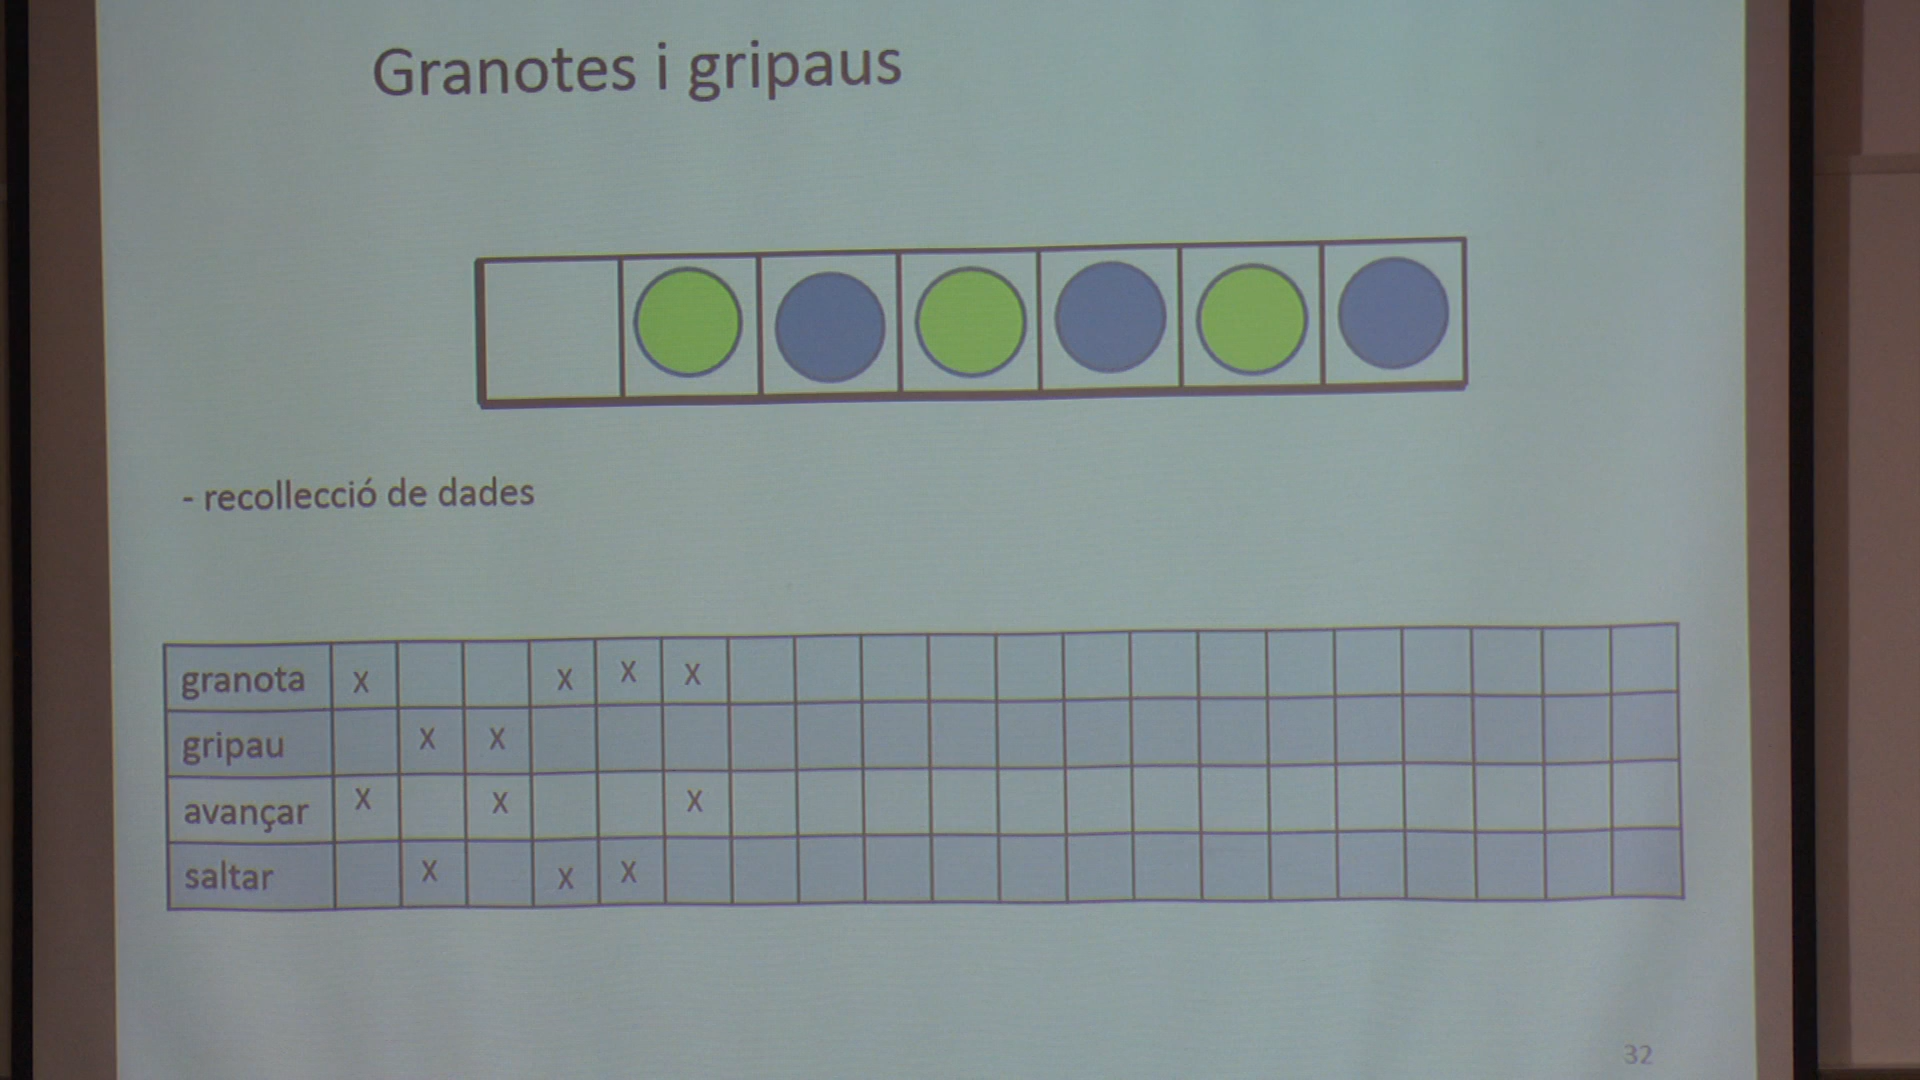 Granotes i gripaus
- recollecció de dades
granota x x x x
gripau x x
avançar x x x
saltar x x x
32